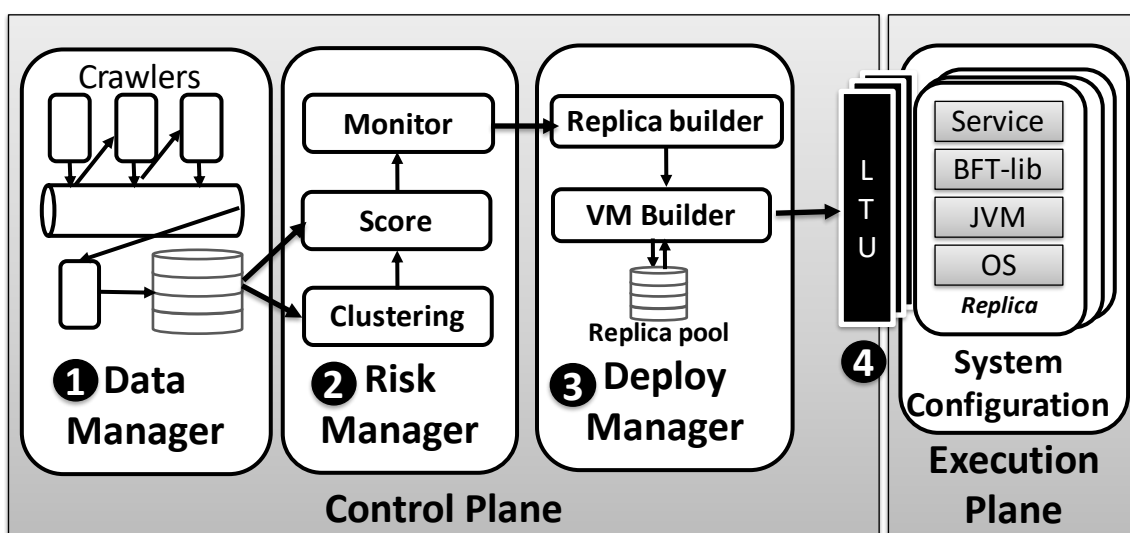 Crawlers
1 Data
Manager
Monitor
Score
Clustering
2 Risk
Manager
Replica builder
VM Builder
Replica pool
3 Deploy
Manager
Control Plane
L
T
U
4
Service
BFT-lib
JVM
OS
Replica
System
Configuration
Execution
Plane